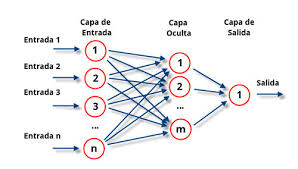 Capa de
Entrada
Capa
Oculta
Capa de
Salida
Entrada 1
1
Entrada 2
2
Entrada 3
3
...
Entrada n
n
1
2
...
m
1
Salida